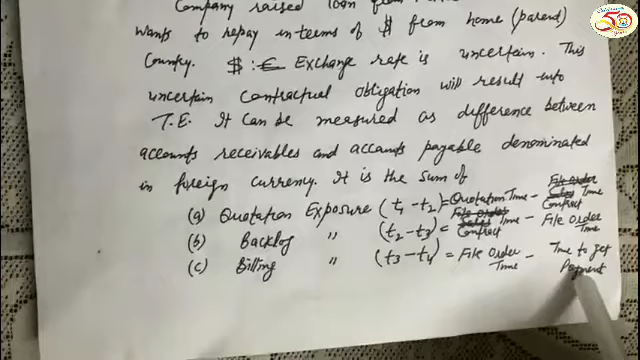 Company raised loan from
wants to repay in terms of $ from home (parent)
Country. $ : € Exchange rate is uncertain. This
uncertain contractual obligation will result into
T.E. It can be measured as difference between
accounts receivables and accounts payable denominated
in foreign currency. It is the sum of
(a) Quotation Exposure (t1 - t2) = Quotation Time - Contract Time
(b) Backlog " (t2 - t3) = Contract Time - File Order Time
(c) Billing " (t3 - t4) = File Order Time - Time to get Payment
50